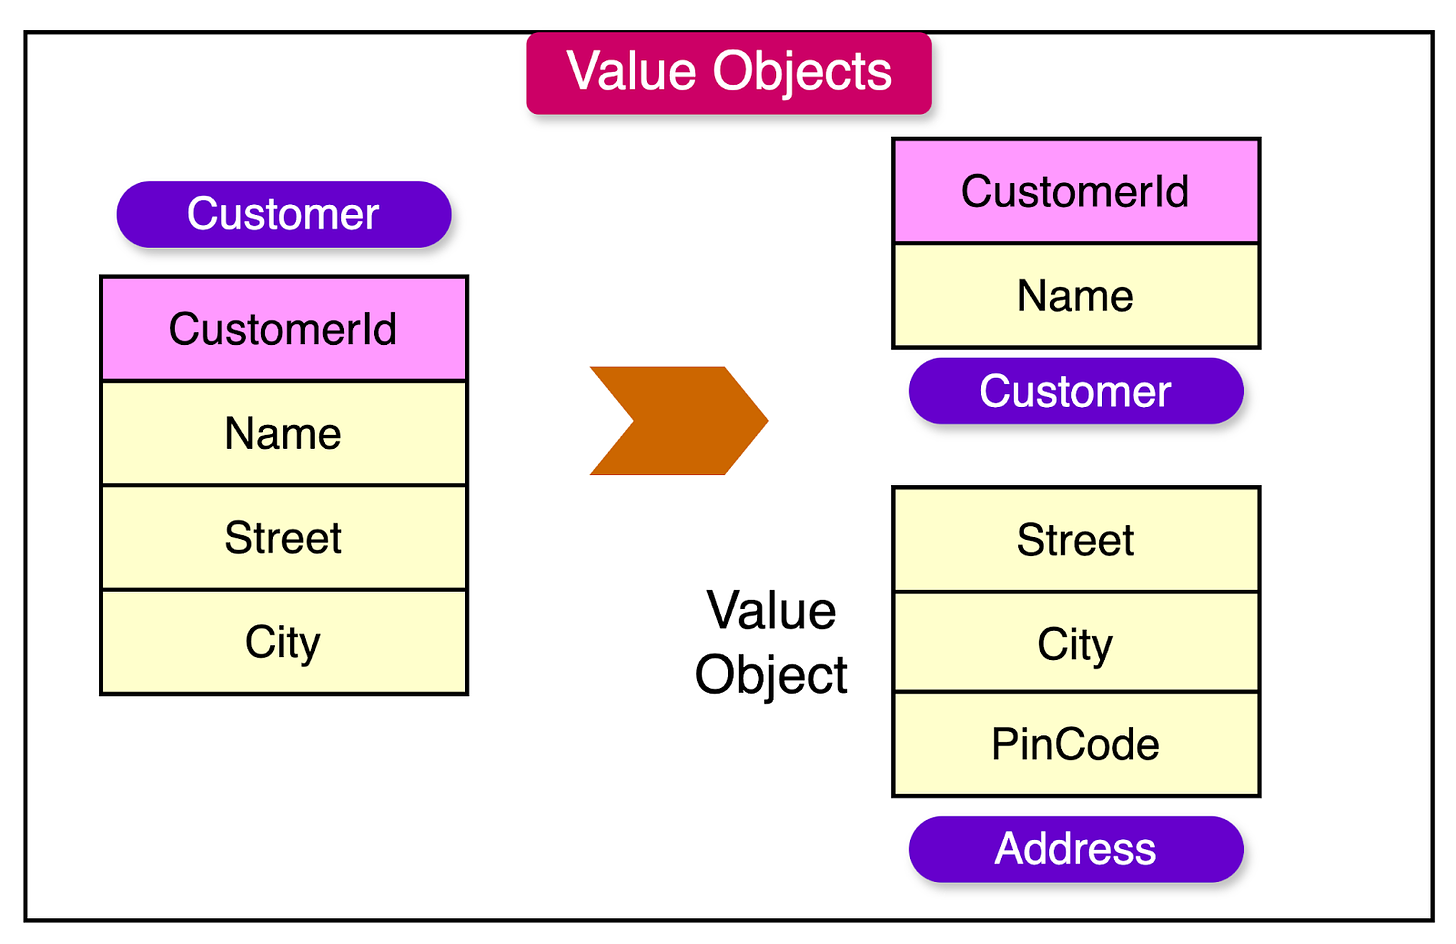 Value Objects
Customer
CustomerId
Name
Street
City
CustomerId
Name
Customer
Value
Object
Street
City
PinCode
Address